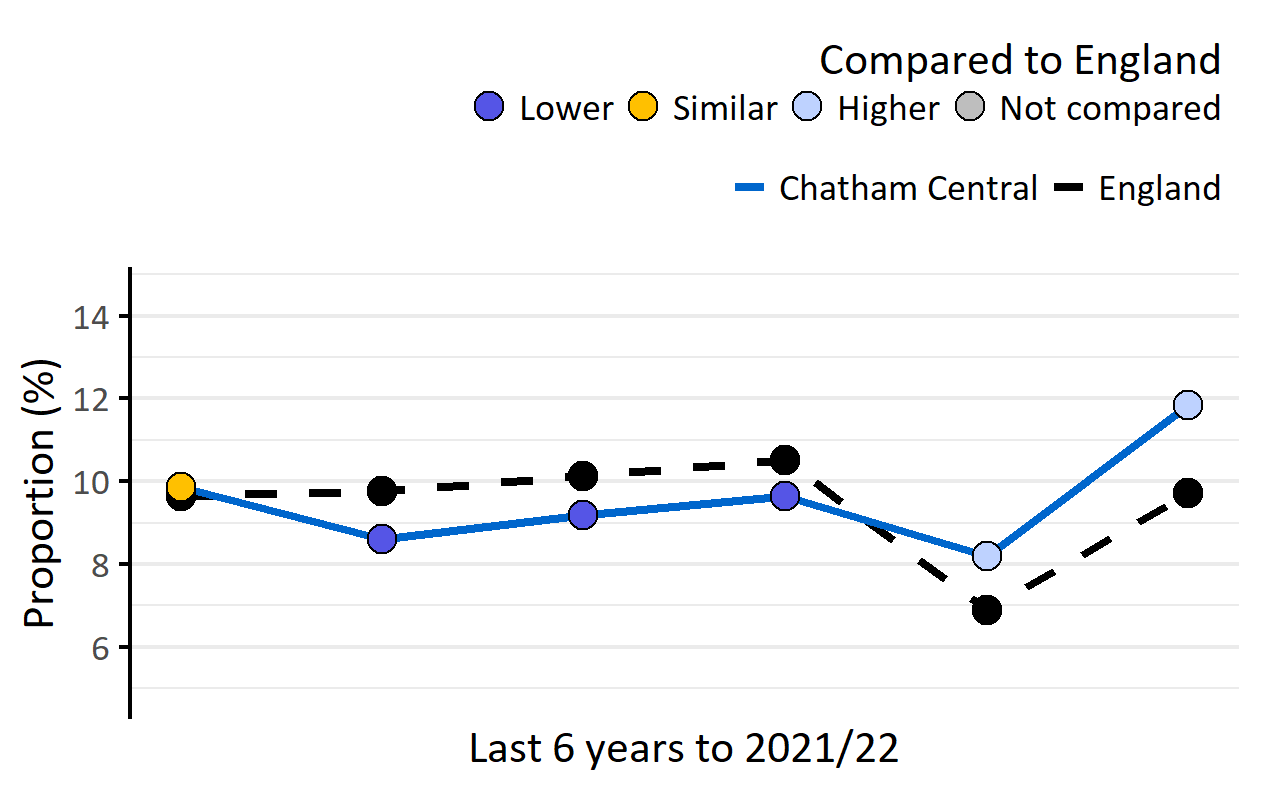 Compared to England
Lower Similar Higher Not compared
Chatham Central England
Proportion (%)
14
12
10
8
6
Last 6 years to 2021/22